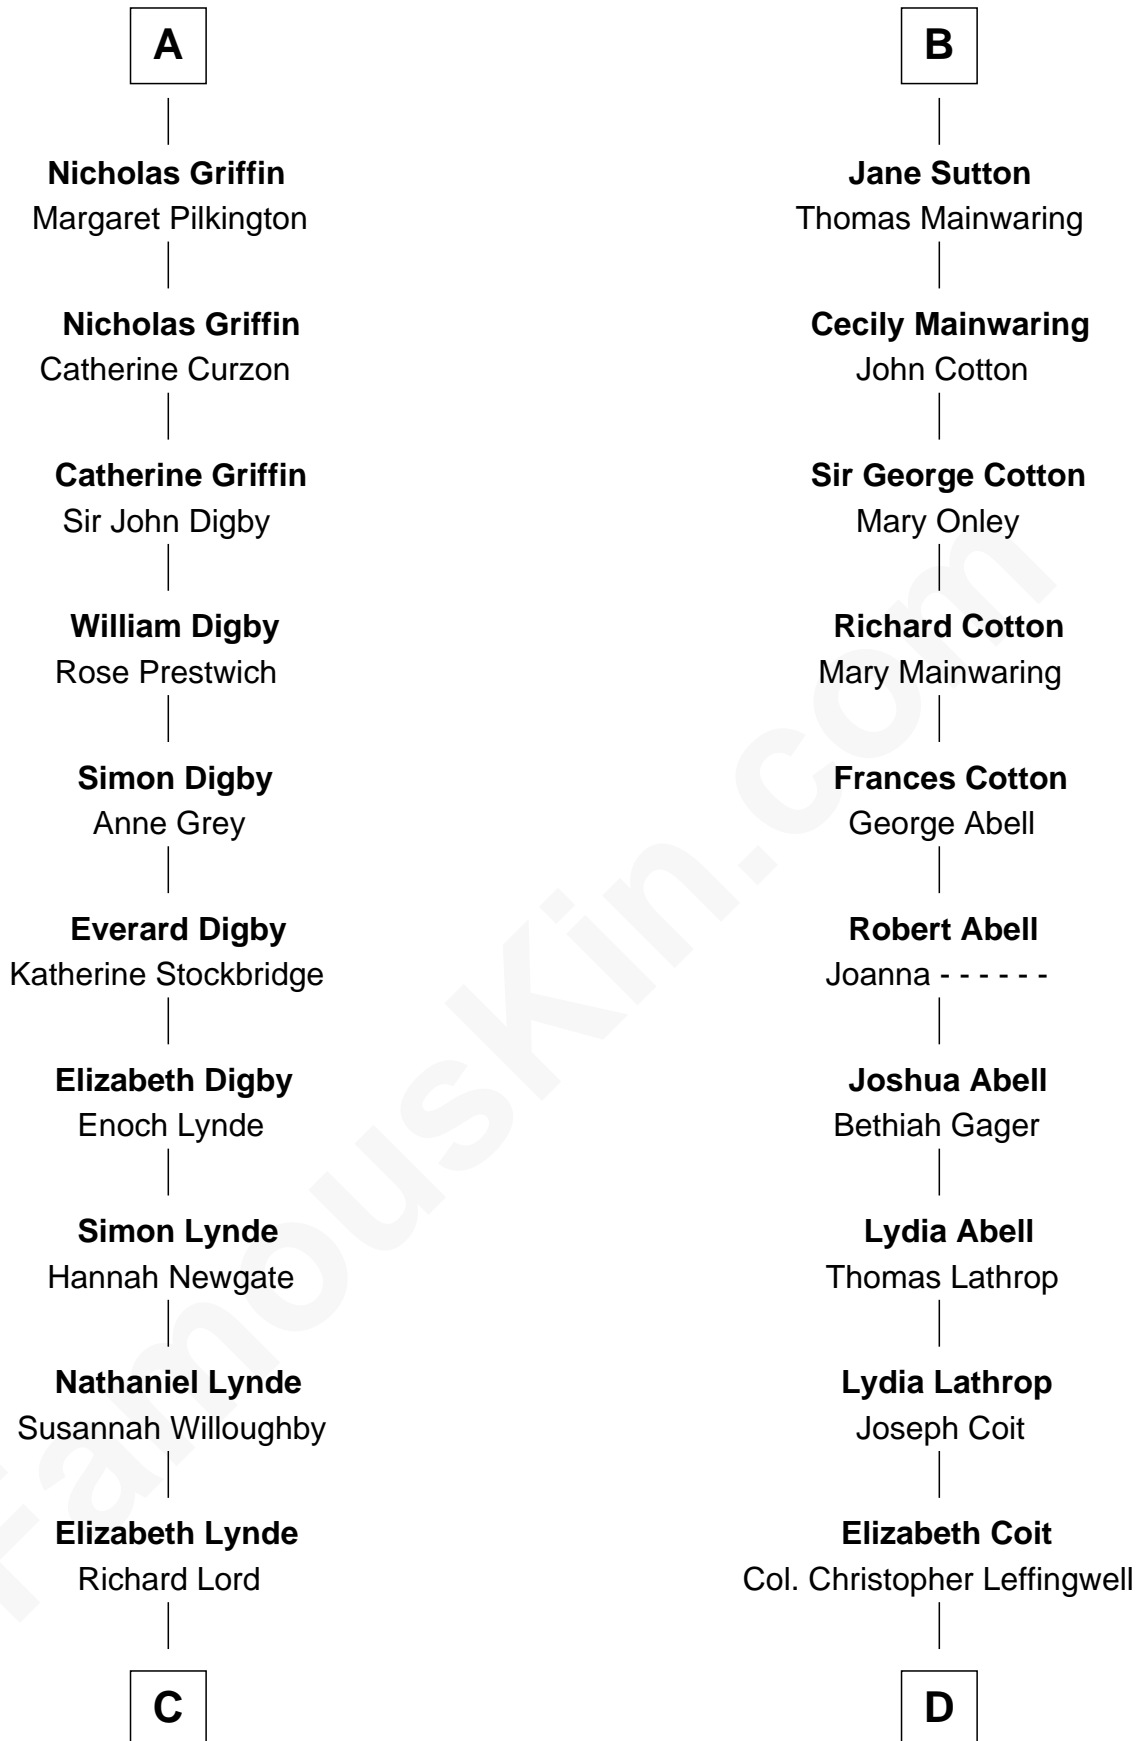 A
Nicholas Griffin
Margaret Pilkington
Nicholas Griffin
Catherine Curzon
Catherine Griffin
Sir John Digby
William Digby
Rose Prestwich
Simon Digby
Anne Grey
Everard Digby
Katherine Stockbridge
Elizabeth Digby
Enoch Lynde
Simon Lynde
Hannah Newgate
Nathaniel Lynde
Susannah Willoughby
Elizabeth Lynde
Richard Lord
C
B
Jane Sutton
Thomas Mainwaring
Cecily Mainwaring
John Cotton
Sir George Cotton
Mary Onley
Richard Cotton
Mary Mainwaring
Frances Cotton
George Abell
Robert Abell
Joanna - - - - - -
Joshua Abell
Bethiah Gager
Lydia Abell
Thomas Lathrop
Lydia Lathrop
Joseph Coit
Elizabeth Coit
Col. Christopher Leffingwell
D
FamousKin.com